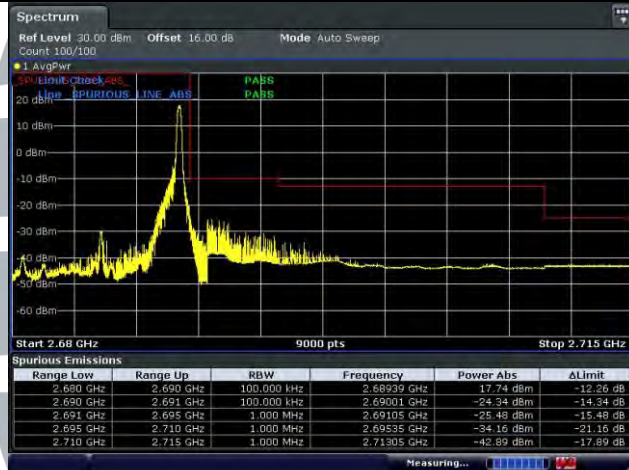 Spectrum
Ref Level 30.00 dBm Offset 16.00 dB Mode Auto Sweep
Count 100/100
1 AvgPwr
Limit Check PASS
Line _SPURIOUS_LINE_ABS_ PASS
20 dBm
10 dBm
0 dBm
-10 dBm
-20 dBm
-30 dBm
-40 dBm
-50 dBm
-60 dBm
Start 2.68 GHz 9000 pts Stop 2.715 GHz
Spurious Emissions
Range Low Range Up RBW Frequency Power Abs ΔLimit
2.680 GHz 2.690 GHz 100.000 kHz 2.68939 GHz 17.74 dBm -12.26 dB
2.690 GHz 2.691 GHz 100.000 kHz 2.69001 GHz -24.34 dBm -14.34 dB
2.691 GHz 2.695 GHz 1.000 MHz 2.69105 GHz -25.48 dBm -15.48 dB
2.695 GHz 2.710 GHz 1.000 MHz 2.69535 GHz -34.16 dBm -21.16 dB
2.710 GHz 2.715 GHz 1.000 MHz 2.71305 GHz -42.89 dBm -17.89 dB
Measuring...